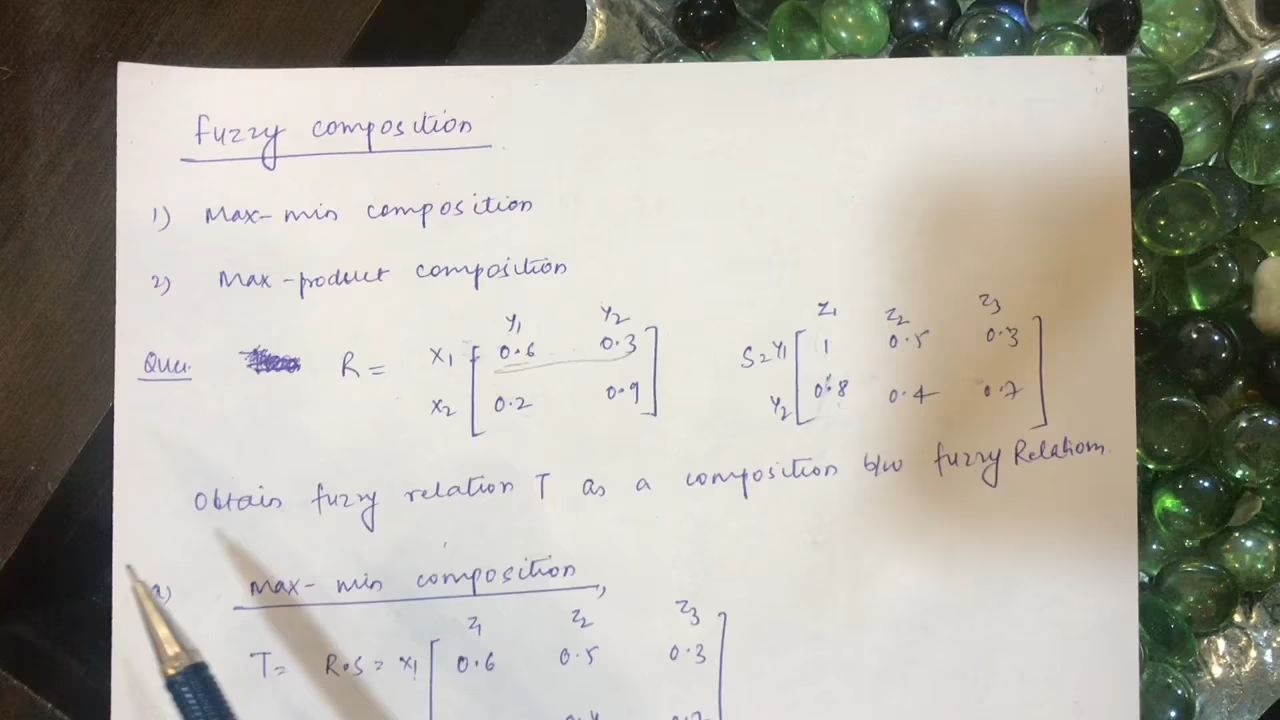 Fuzzy composition
1) Max-min composition
2) Max-product composition
y1 y2 z1 z2 z3
Que. R = x1 0.6 0.3 S = y1 1 0.5 0.3
x2 0.2 0.9 y2 0.8 0.4 0.7
Obtain fuzzy relation T as a composition b/w fuzzy Relations.
a) Max-min composition,
z1 z2 z3
T = R∘S = x1 0.6 0.5 0.3